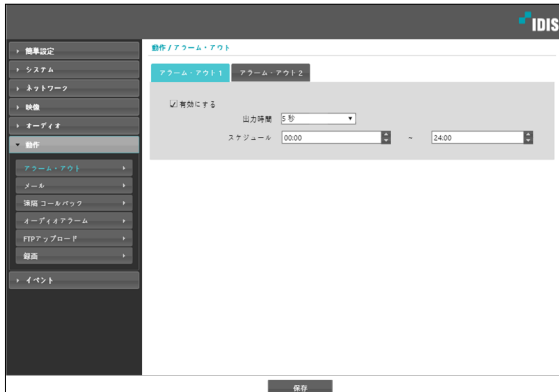 IDIS
簡単設定
システム
ネットワーク
映像
オーディオ
動作
アラーム・アウト
メール
遠隔 コールバック
オーディオアラーム
FTPアップロード
録画
イベント
動作 / アラーム・アウト
アラーム・アウト 1 アラーム・アウト 2
有効にする
出力時間 5 秒
スケジュール 00:00 ~ 24:00
保存